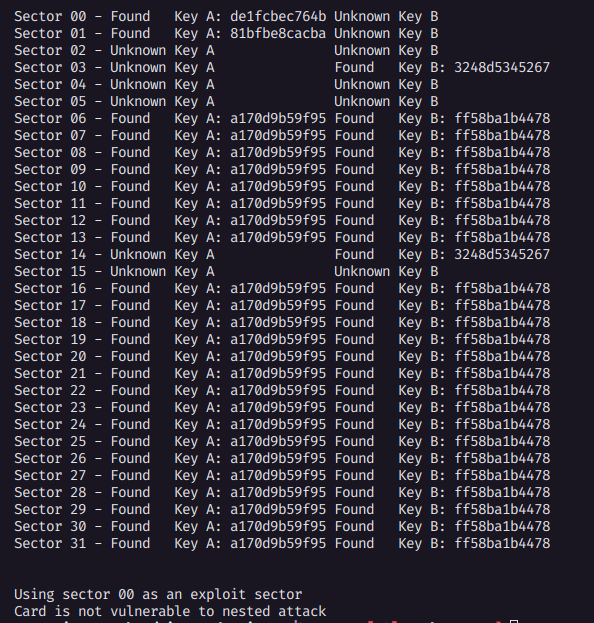 Sector 00 - Found Key A: de1fcbec764b Unknown Key B
Sector 01 - Found Key A: 81bfbe8cacba Unknown Key B
Sector 02 - Unknown Key A Unknown Key B
Sector 03 - Unknown Key A Found Key B: 3248d5345267
Sector 04 - Unknown Key A Unknown Key B
Sector 05 - Unknown Key A Unknown Key B
Sector 06 - Found Key A: a170d9b59f95 Found Key B: ff58ba1b4478
Sector 07 - Found Key A: a170d9b59f95 Found Key B: ff58ba1b4478
Sector 08 - Found Key A: a170d9b59f95 Found Key B: ff58ba1b4478
Sector 09 - Found Key A: a170d9b59f95 Found Key B: ff58ba1b4478
Sector 10 - Found Key A: a170d9b59f95 Found Key B: ff58ba1b4478
Sector 11 - Found Key A: a170d9b59f95 Found Key B: ff58ba1b4478
Sector 12 - Found Key A: a170d9b59f95 Found Key B: ff58ba1b4478
Sector 13 - Found Key A: a170d9b59f95 Found Key B: ff58ba1b4478
Sector 14 - Unknown Key A Found Key B: 3248d5345267
Sector 15 - Unknown Key A Unknown Key B
Sector 16 - Found Key A: a170d9b59f95 Found Key B: ff58ba1b4478
Sector 17 - Found Key A: a170d9b59f95 Found Key B: ff58ba1b4478
Sector 18 - Found Key A: a170d9b59f95 Found Key B: ff58ba1b4478
Sector 19 - Found Key A: a170d9b59f95 Found Key B: ff58ba1b4478
Sector 20 - Found Key A: a170d9b59f95 Found Key B: ff58ba1b4478
Sector 21 - Found Key A: a170d9b59f95 Found Key B: ff58ba1b4478
Sector 22 - Found Key A: a170d9b59f95 Found Key B: ff58ba1b4478
Sector 23 - Found Key A: a170d9b59f95 Found Key B: ff58ba1b4478
Sector 24 - Found Key A: a170d9b59f95 Found Key B: ff58ba1b4478
Sector 25 - Found Key A: a170d9b59f95 Found Key B: ff58ba1b4478
Sector 26 - Found Key A: a170d9b59f95 Found Key B: ff58ba1b4478
Sector 27 - Found Key A: a170d9b59f95 Found Key B: ff58ba1b4478
Sector 28 - Found Key A: a170d9b59f95 Found Key B: ff58ba1b4478
Sector 29 - Found Key A: a170d9b59f95 Found Key B: ff58ba1b4478
Sector 30 - Found Key A: a170d9b59f95 Found Key B: ff58ba1b4478
Sector 31 - Found Key A: a170d9b59f95 Found Key B: ff58ba1b4478
Using sector 00 as an exploit sector
Card is not vulnerable to nested attack